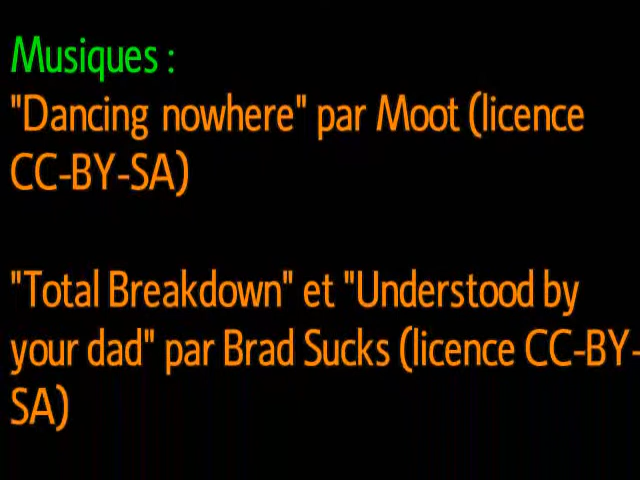 Musiques :
"Dancing nowhere" par Moot (licence
CC-BY-SA)
"Total Breakdown" et "Understood by
your dad" par Brad Sucks (licence CC-BY-
SA)